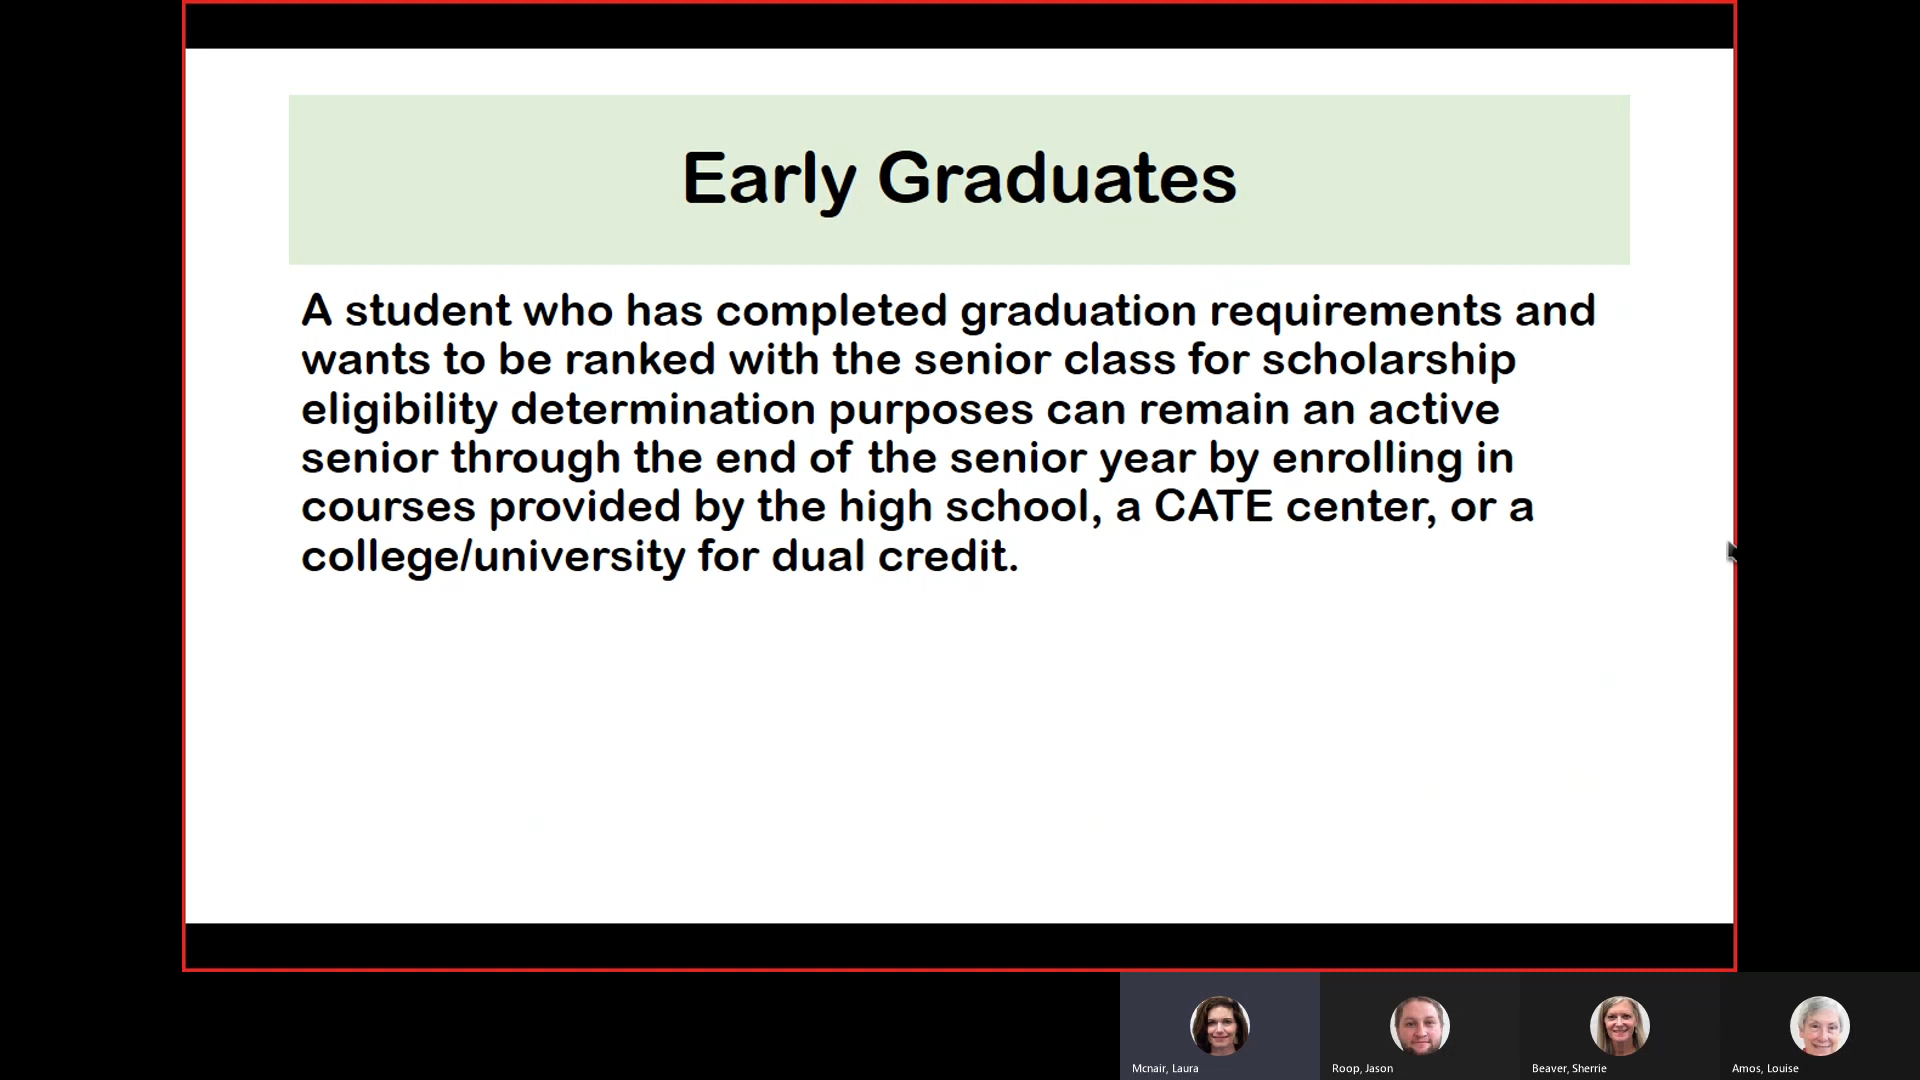 Early Graduates
A student who has completed graduation requirements and
wants to be ranked with the senior class for scholarship
eligibility determination purposes can remain an active
senior through the end of the senior year by enrolling in
courses provided by the high school, a CATE center, or a
college/university for dual credit.
Mcnair, Laura
Roop, Jason
Beaver, Sherrie
Amos, Louise